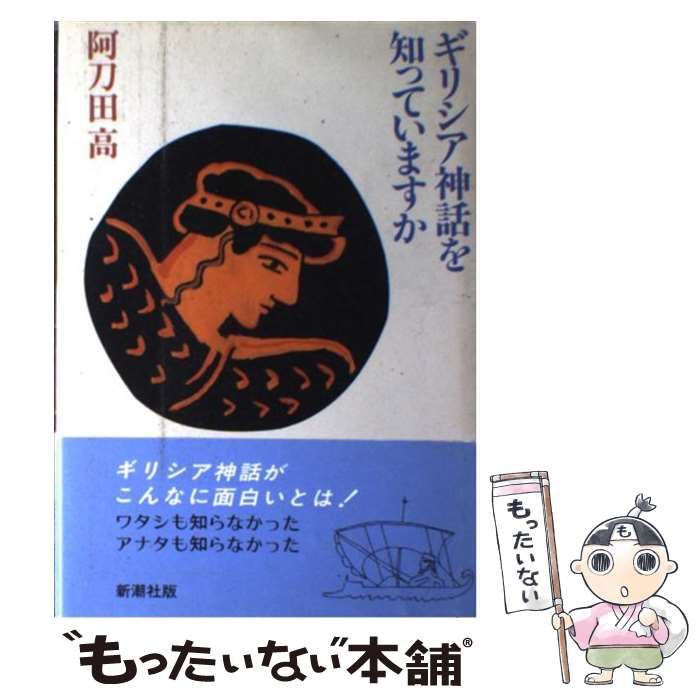 ギリシア神話を
知っていますか
阿刀田高
ギリシア神話が
こんなに面白いとは！
ワタシも知らなかった
アナタも知らなかった
新潮社版
も
もったいない
“もったいない”本舗®